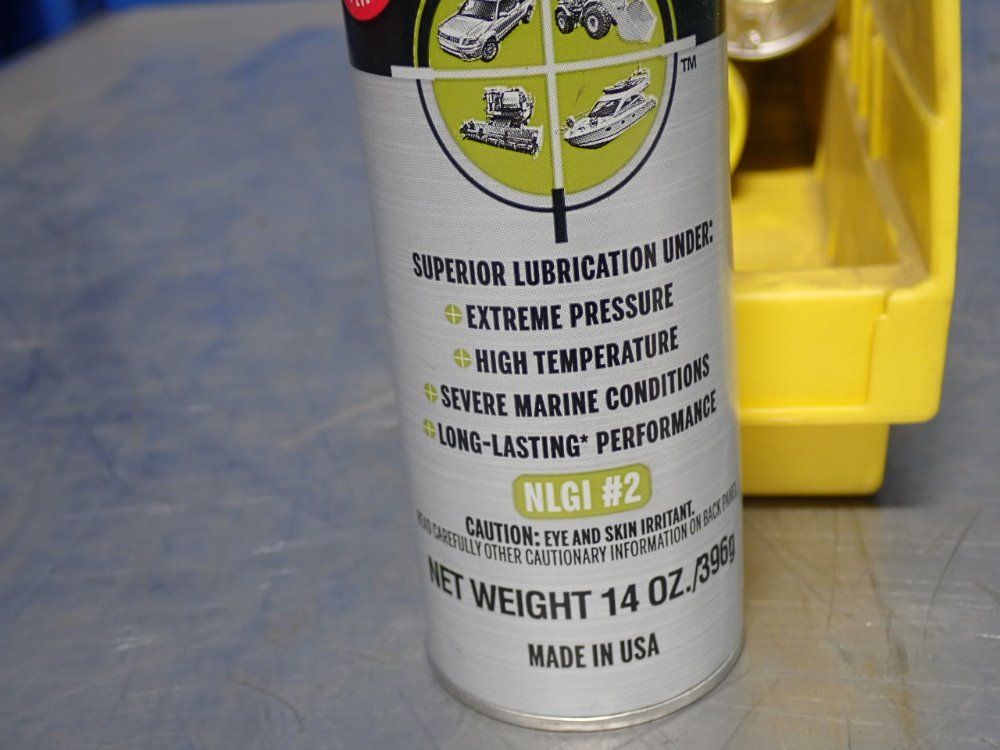 TM
SUPERIOR LUBRICATION UNDER:
EXTREME PRESSURE
HIGH TEMPERATURE
SEVERE MARINE CONDITIONS
LONG-LASTING* PERFORMANCE
NLGI #2
CAUTION: EYE AND SKIN IRRITANT.
READ CAREFULLY OTHER CAUTIONARY INFORMATION ON BACK PANEL
NET WEIGHT 14 OZ./396g
MADE IN USA